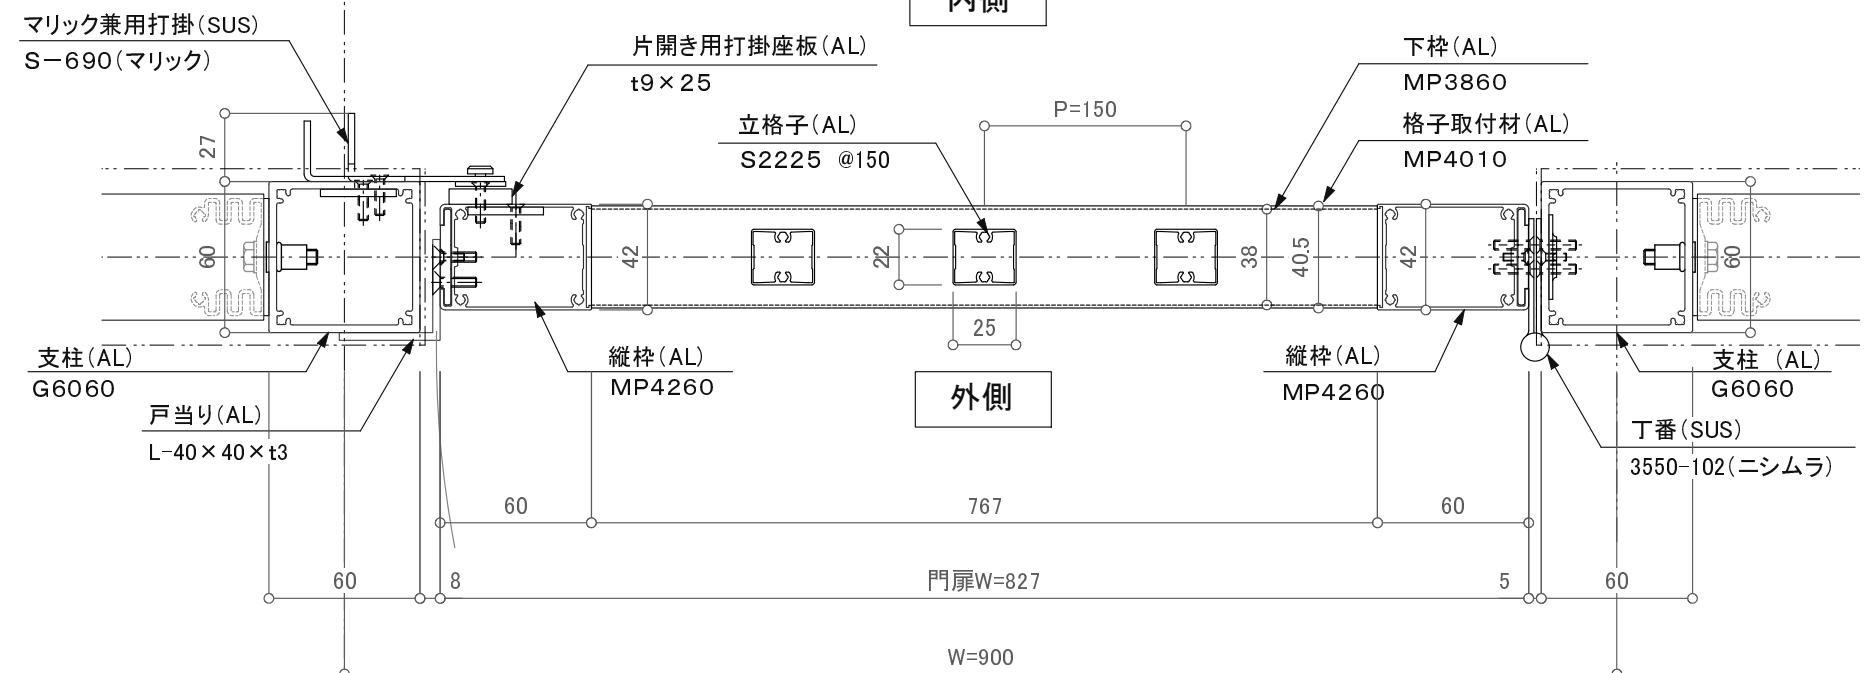 内側
マリック兼用打掛(SUS)
S-690(マリック)
片開き用打掛座板(AL)
t9×25
下枠(AL)
MP3860
立格子(AL)
S2225 @150
P=150
格子取付材(AL)
MP4010
27
60
42
22
25
38
40.5
42
60
支柱(AL)
G6060
戸当り(AL)
L-40×40×t3
縦枠(AL)
MP4260
外側
縦枠(AL)
MP4260
支柱 (AL)
G6060
丁番(SUS)
3550-102(ニシムラ)
60
767
60
60
8
門扉W=827
5
60
W=900